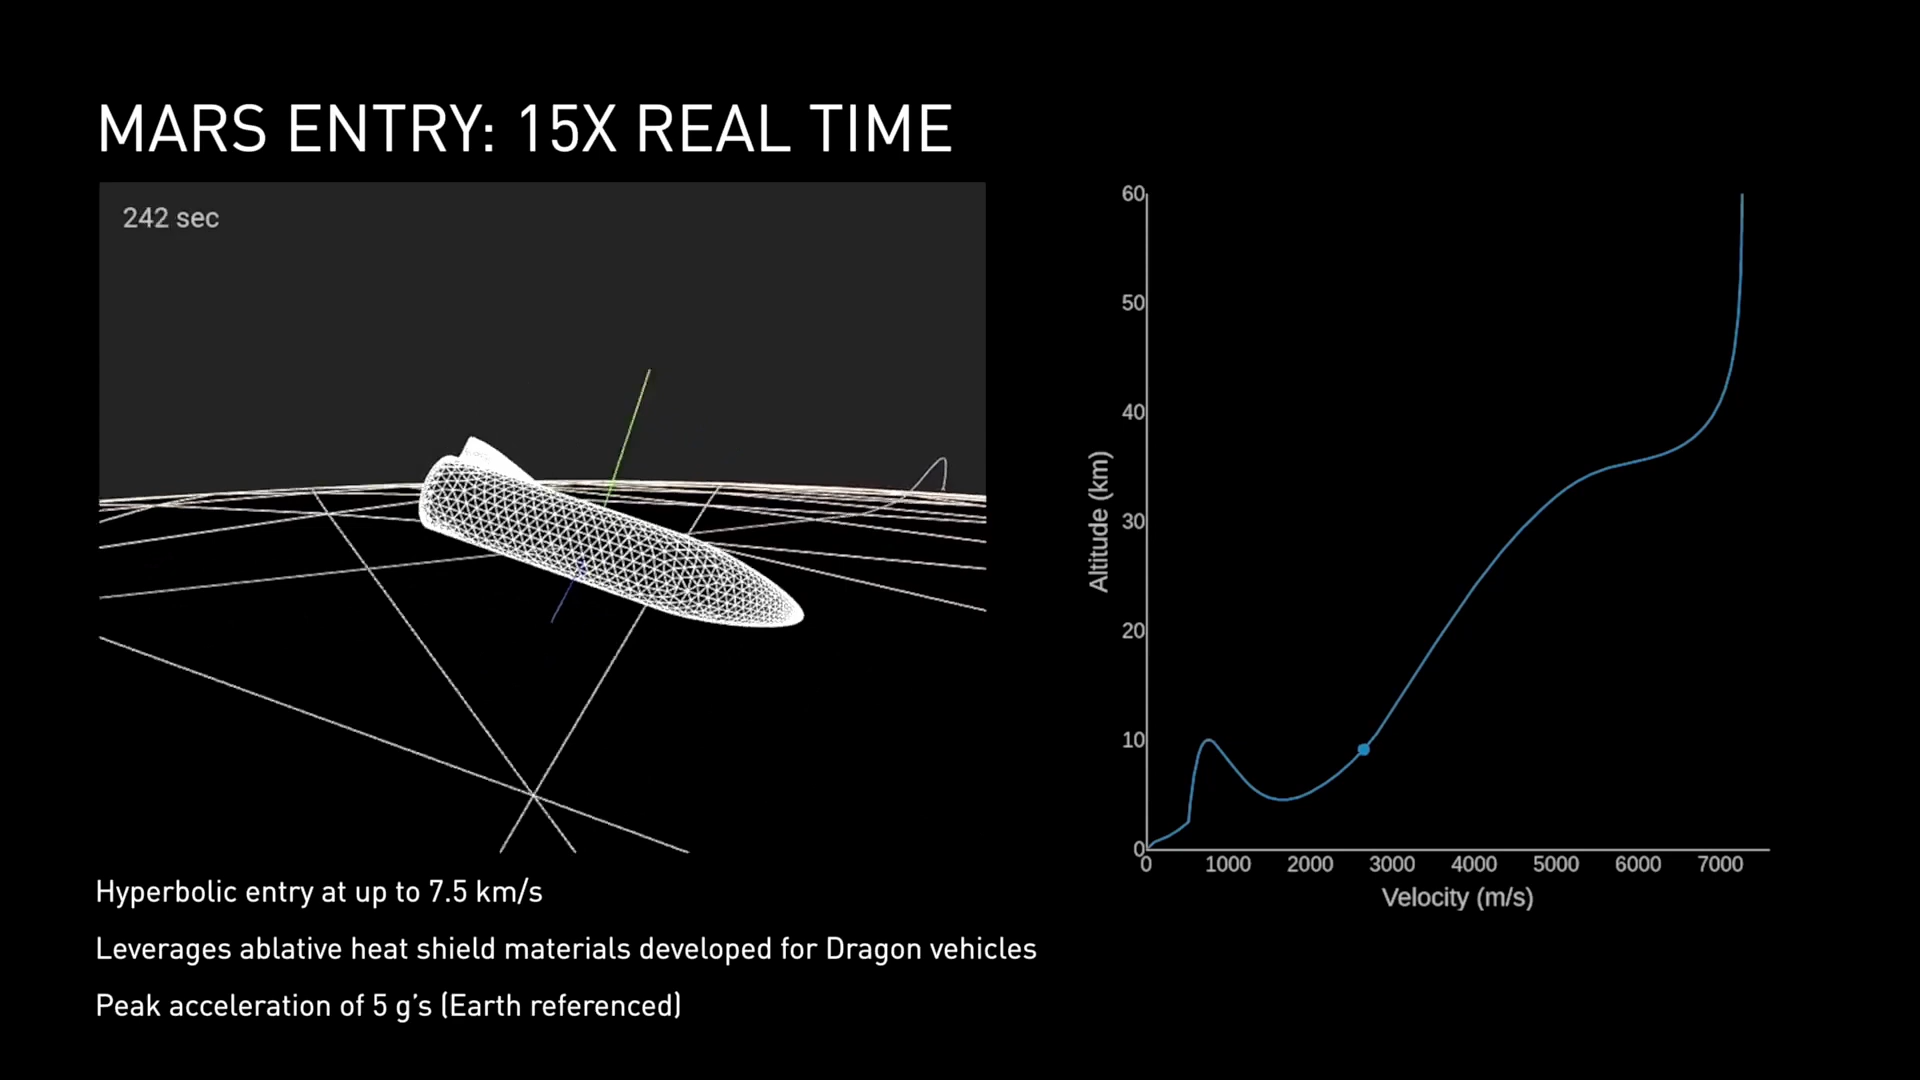 MARS ENTRY: 15X REAL TIME
242 sec
60
50
40
30
20
10
0
Altitude (km)
0 1000 2000 3000 4000 5000 6000 7000
Velocity (m/s)
Hyperbolic entry at up to 7.5 km/s
Leverages ablative heat shield materials developed for Dragon vehicles
Peak acceleration of 5 g’s (Earth referenced)